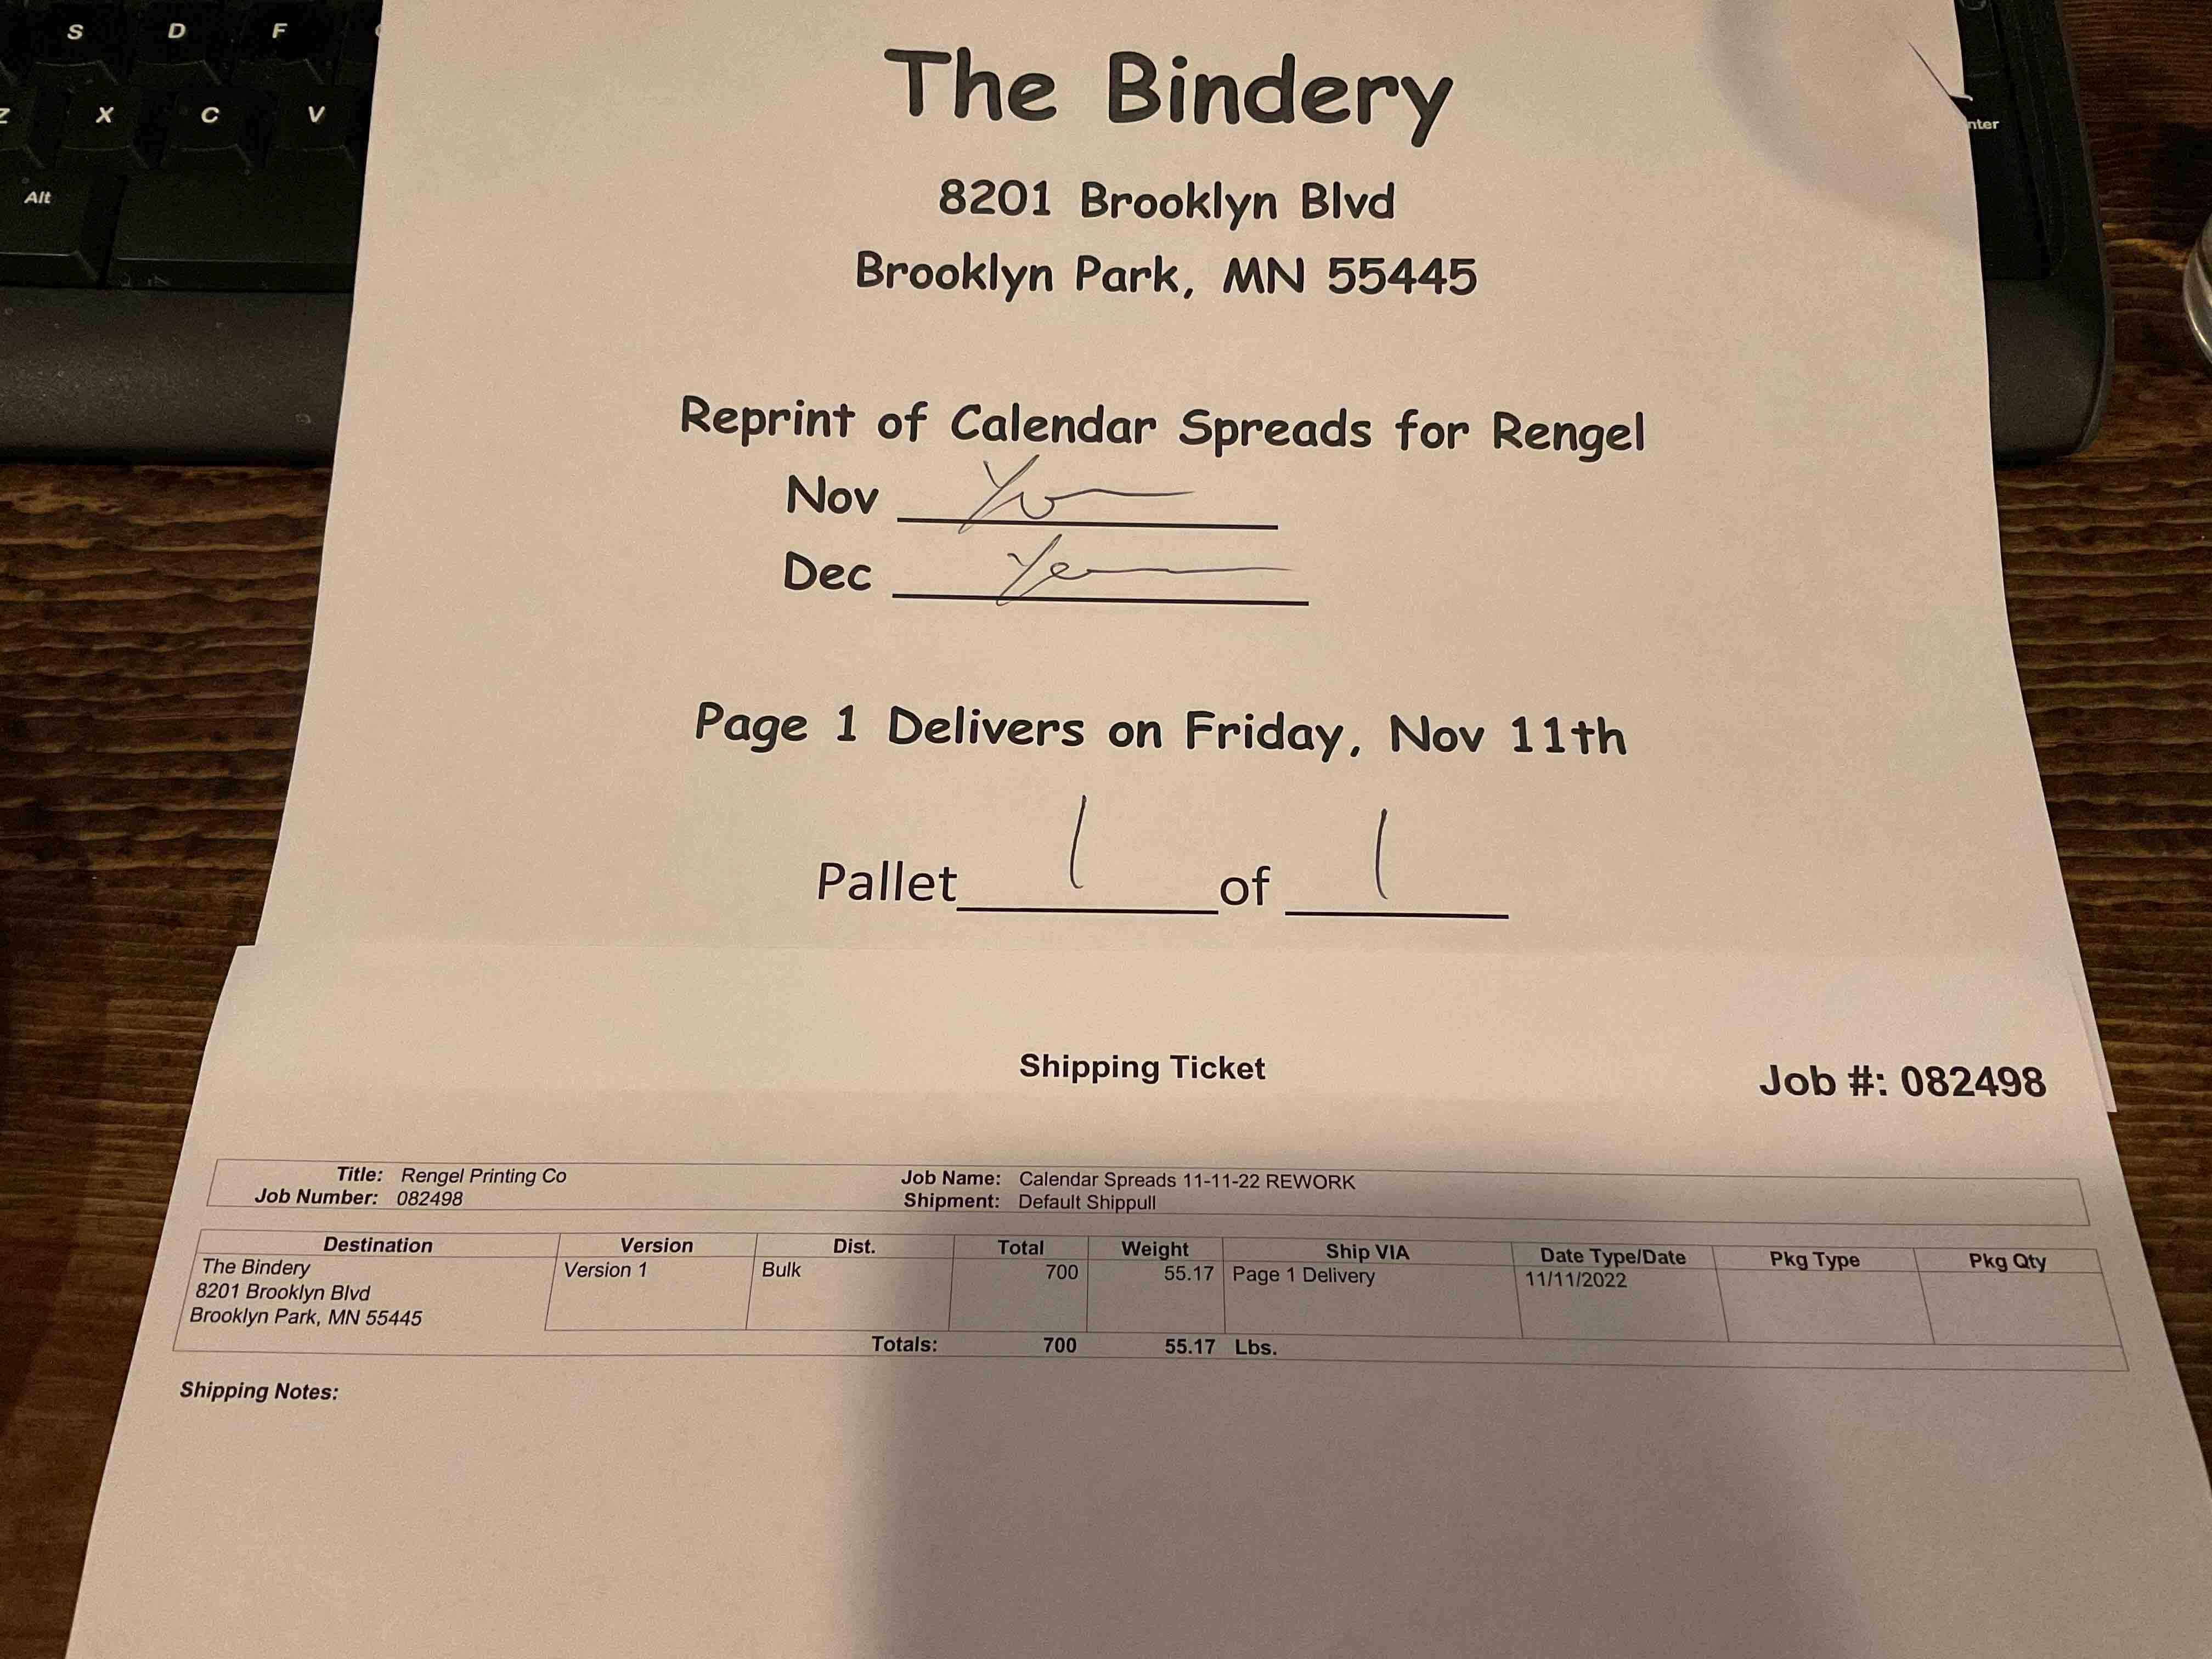 S D F
Z X C V
Alt
nter
The Bindery
8201 Brooklyn Blvd
Brooklyn Park, MN 55445
Reprint of Calendar Spreads for Rengel
Nov
Dec
Page 1 Delivers on Friday, Nov 11th
Pallet 1 of 1
Shipping Ticket
Job #: 082498
Title: Rengel Printing Co Job Name: Calendar Spreads 11-11-22 REWORK
Job Number: 082498 Shipment: Default Shippull
Destination Version Dist. Total Weight Ship VIA Date Type/Date Pkg Type Pkg Qty
The Bindery Version 1 Bulk 700 55.17 Page 1 Delivery 11/11/2022
8201 Brooklyn Blvd
Brooklyn Park, MN 55445
Totals: 700 55.17 Lbs.
Shipping Notes: